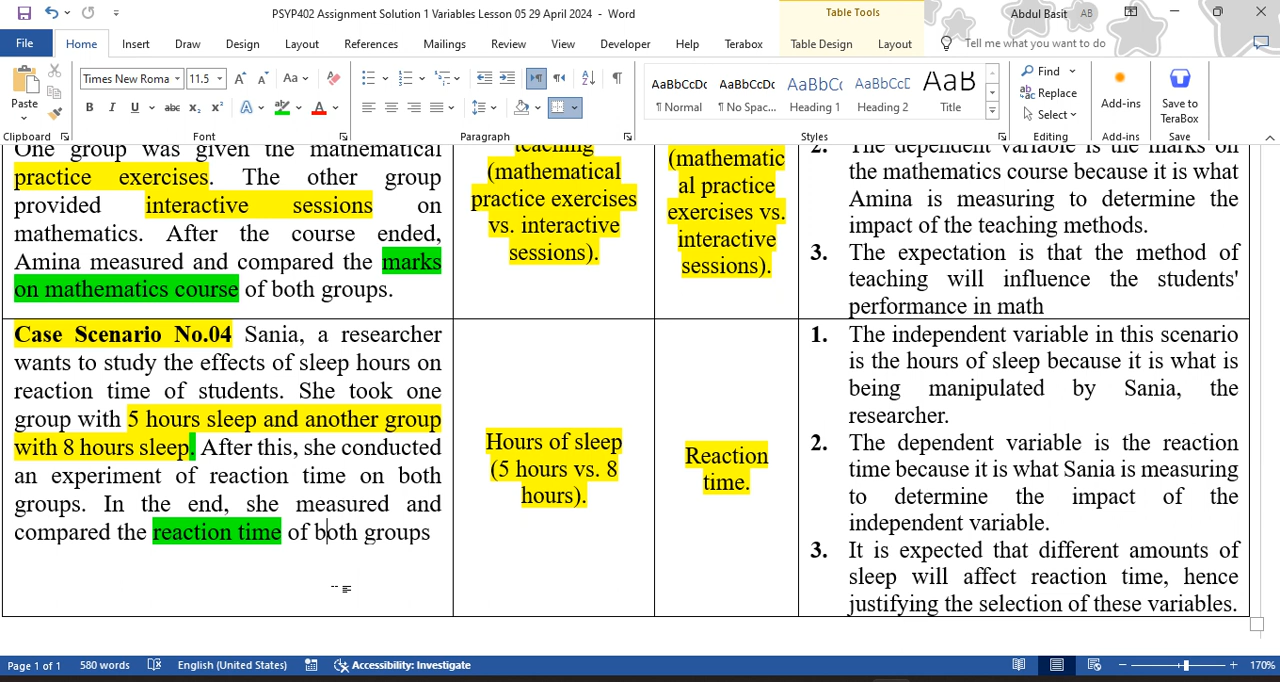 PSYP402 Assignment Solution 1 Variables Lesson 05 29 April 2024 - Word
Table Tools
Abdul Basit AB
File Home Insert Draw Design Layout References Mailings Review View Developer Help Terabox Table Design Layout Tell me what you want to do
Paste
Times New Roma 11.5
AaBbCcDc AaBbCcDc AaBbC AaBbCcD AaB
¶ Normal ¶ No Spac... Heading 1 Heading 2 Title
Find
Replace
Select
Add-ins
Save to TeraBox
Clipboard Font Paragraph Styles Editing Add-ins Save
One group was given the mathematical
practice exercises. The other group
provided interactive sessions on
mathematics. After the course ended,
Amina measured and compared the marks
on mathematics course of both groups.
teaching
(mathematical
practice exercises
vs. interactive
sessions).
(mathematic
al practice
exercises vs.
interactive
sessions).
2. The dependent variable is the marks on
the mathematics course because it is what
Amina is measuring to determine the
impact of the teaching methods.
3. The expectation is that the method of
teaching will influence the students'
performance in math
Case Scenario No.04 Sania, a researcher
wants to study the effects of sleep hours on
reaction time of students. She took one
group with 5 hours sleep and another group
with 8 hours sleep. After this, she conducted
an experiment of reaction time on both
groups. In the end, she measured and
compared the reaction time of both groups
Hours of sleep
(5 hours vs. 8
hours).
Reaction
time.
1. The independent variable in this scenario
is the hours of sleep because it is what is
being manipulated by Sania, the
researcher.
2. The dependent variable is the reaction
time because it is what Sania is measuring
to determine the impact of the
independent variable.
3. It is expected that different amounts of
sleep will affect reaction time, hence
justifying the selection of these variables.
Page 1 of 1 580 words English (United States) Accessibility: Investigate 170%